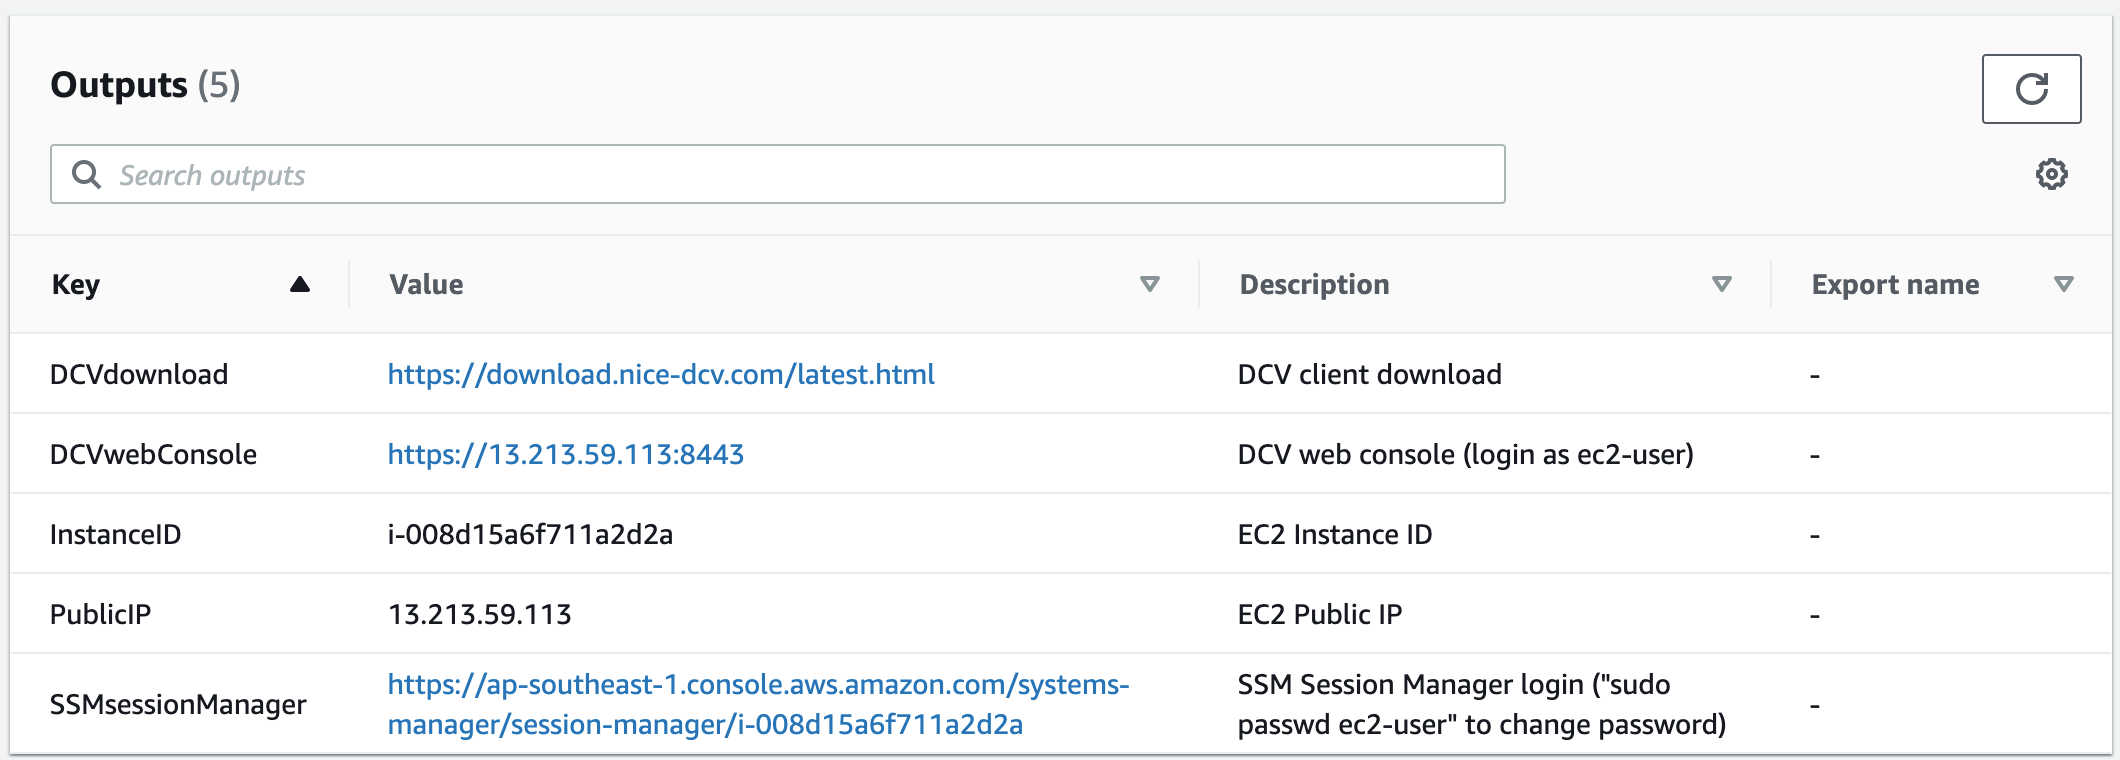 Outputs (5)
Search outputs
Key Value Description Export name
DCVdownload https://download.nice-dcv.com/latest.html DCV client download -
DCVwebConsole https://13.213.59.113:8443 DCV web console (login as ec2-user) -
InstanceID i-008d15a6f711a2d2a EC2 Instance ID -
PublicIP 13.213.59.113 EC2 Public IP -
SSMsessionManager https://ap-southeast-1.console.aws.amazon.com/systems- SSM Session Manager login ("sudo -
manager/session-manager/i-008d15a6f711a2d2a passwd ec2-user" to change password)